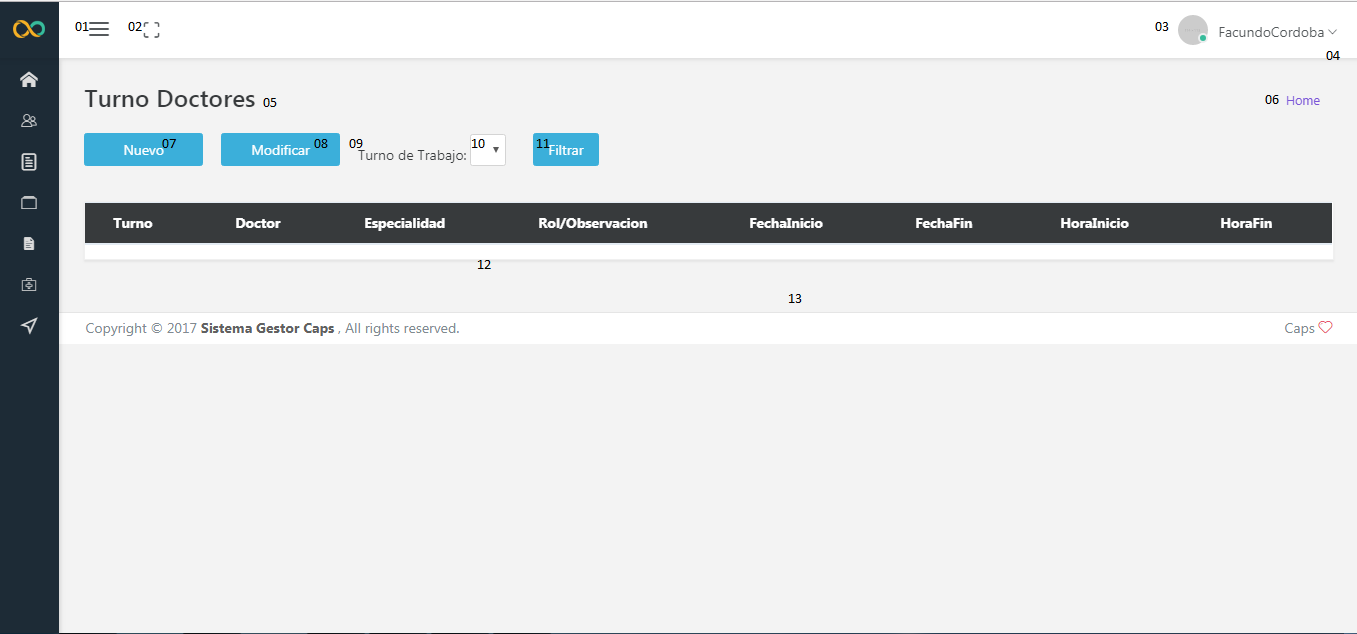 01 02 03 FacundoCordoba
04
Turno Doctores 05 06 Home
Nuevo 07 Modificar 08 09 Turno de Trabajo: 10 11 Filtrar
Turno Doctor Especialidad Rol/Observacion FechaInicio FechaFin HoraInicio HoraFin
12
13
Copyright © 2017 Sistema Gestor Caps , All rights reserved. Caps